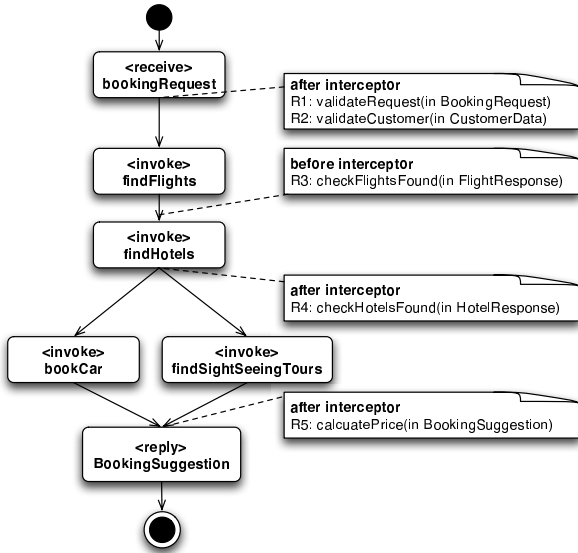 <receive>
bookingRequest
after interceptor
R1: validateRequest(in BookingRequest)
R2: validateCustomer(in CustomerData)
<invoke>
findFlights
before interceptor
R3: checkFlightsFound(in FlightResponse)
<invoke>
findHotels
after interceptor
R4: checkHotelsFound(in HotelResponse)
<invoke>
bookCar
<invoke>
findSightSeeingTours
after interceptor
R5: calcuatePrice(in BookingSuggestion)
<reply>
BookingSuggestion